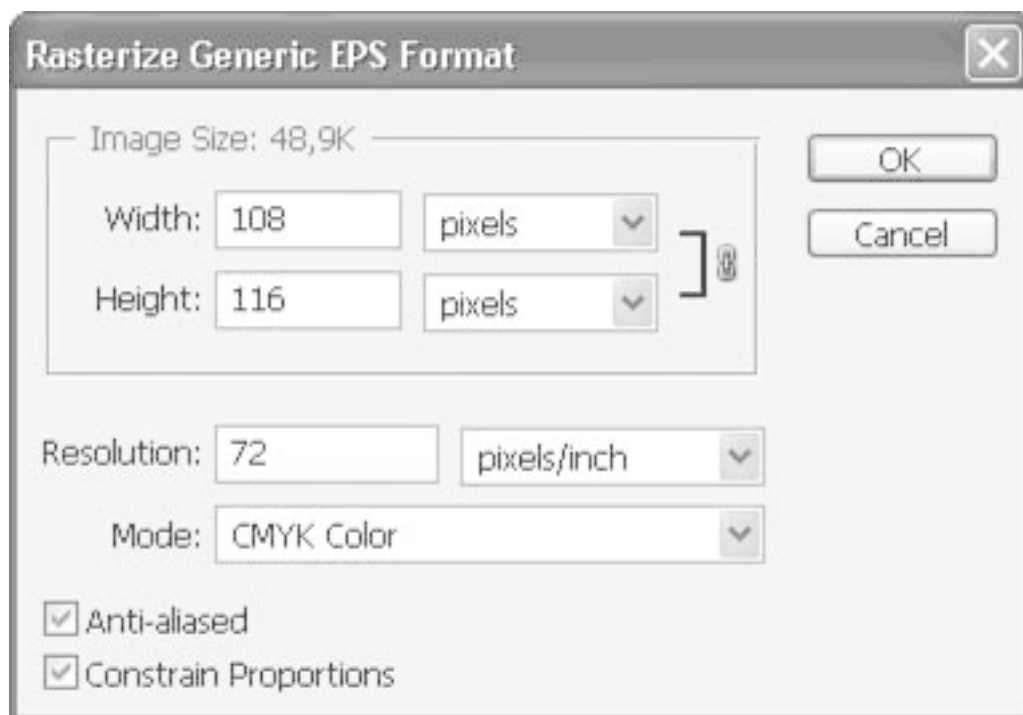 Rasterize Generic EPS Format
Image Size: 48,9K
OK
Width: 108 pixels
Cancel
Height: 116 pixels
Resolution: 72 pixels/inch
Mode: CMYK Color
Anti-aliased
Constrain Proportions